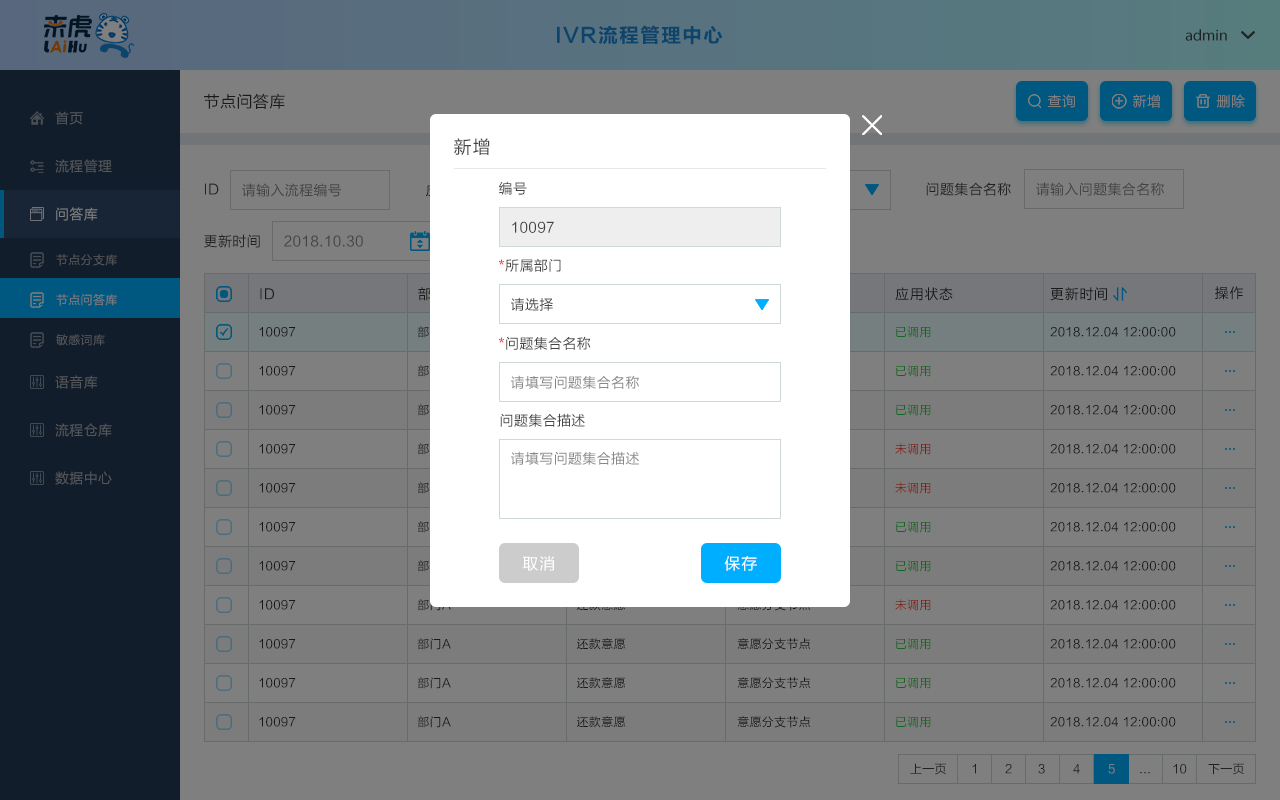 来虎
LAiHu
IVR流程管理中心
admin
首页
流程管理
问答库
节点分支库
节点问答库
敏感词库
语音库
流程仓库
数据中心
节点问答库
查询
新增
删除
ID
请输入流程编号
问题集合名称
请输入问题集合名称
更新时间
2018.10.30
新增
编号
10097
*所属部门
请选择
*问题集合名称
请填写问题集合名称
问题集合描述
请填写问题集合描述
取消
保存
ID 部 应用状态 更新时间 操作
10097 部 已调用 2018.12.04 12:00:00 ...
10097 部 已调用 2018.12.04 12:00:00 ...
10097 部 已调用 2018.12.04 12:00:00 ...
10097 部 未调用 2018.12.04 12:00:00 ...
10097 部 未调用 2018.12.04 12:00:00 ...
10097 部 已调用 2018.12.04 12:00:00 ...
10097 部 已调用 2018.12.04 12:00:00 ...
10097 部门A 还款意愿 意愿分支节点 未调用 2018.12.04 12:00:00 ...
10097 部门A 还款意愿 意愿分支节点 已调用 2018.12.04 12:00:00 ...
10097 部门A 还款意愿 意愿分支节点 已调用 2018.12.04 12:00:00 ...
10097 部门A 还款意愿 意愿分支节点 已调用 2018.12.04 12:00:00 ...
上一页 1 2 3 4 5 ... 10 下一页